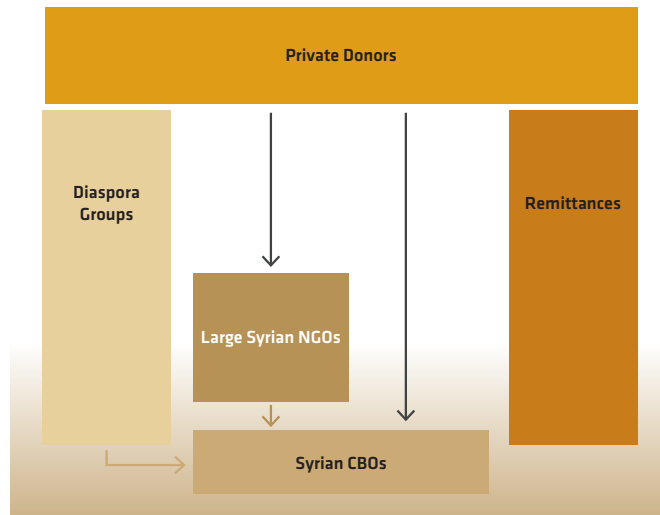 Private Donors
Diaspora
Groups
Remittances
Large Syrian NGOs
Syrian CBOs